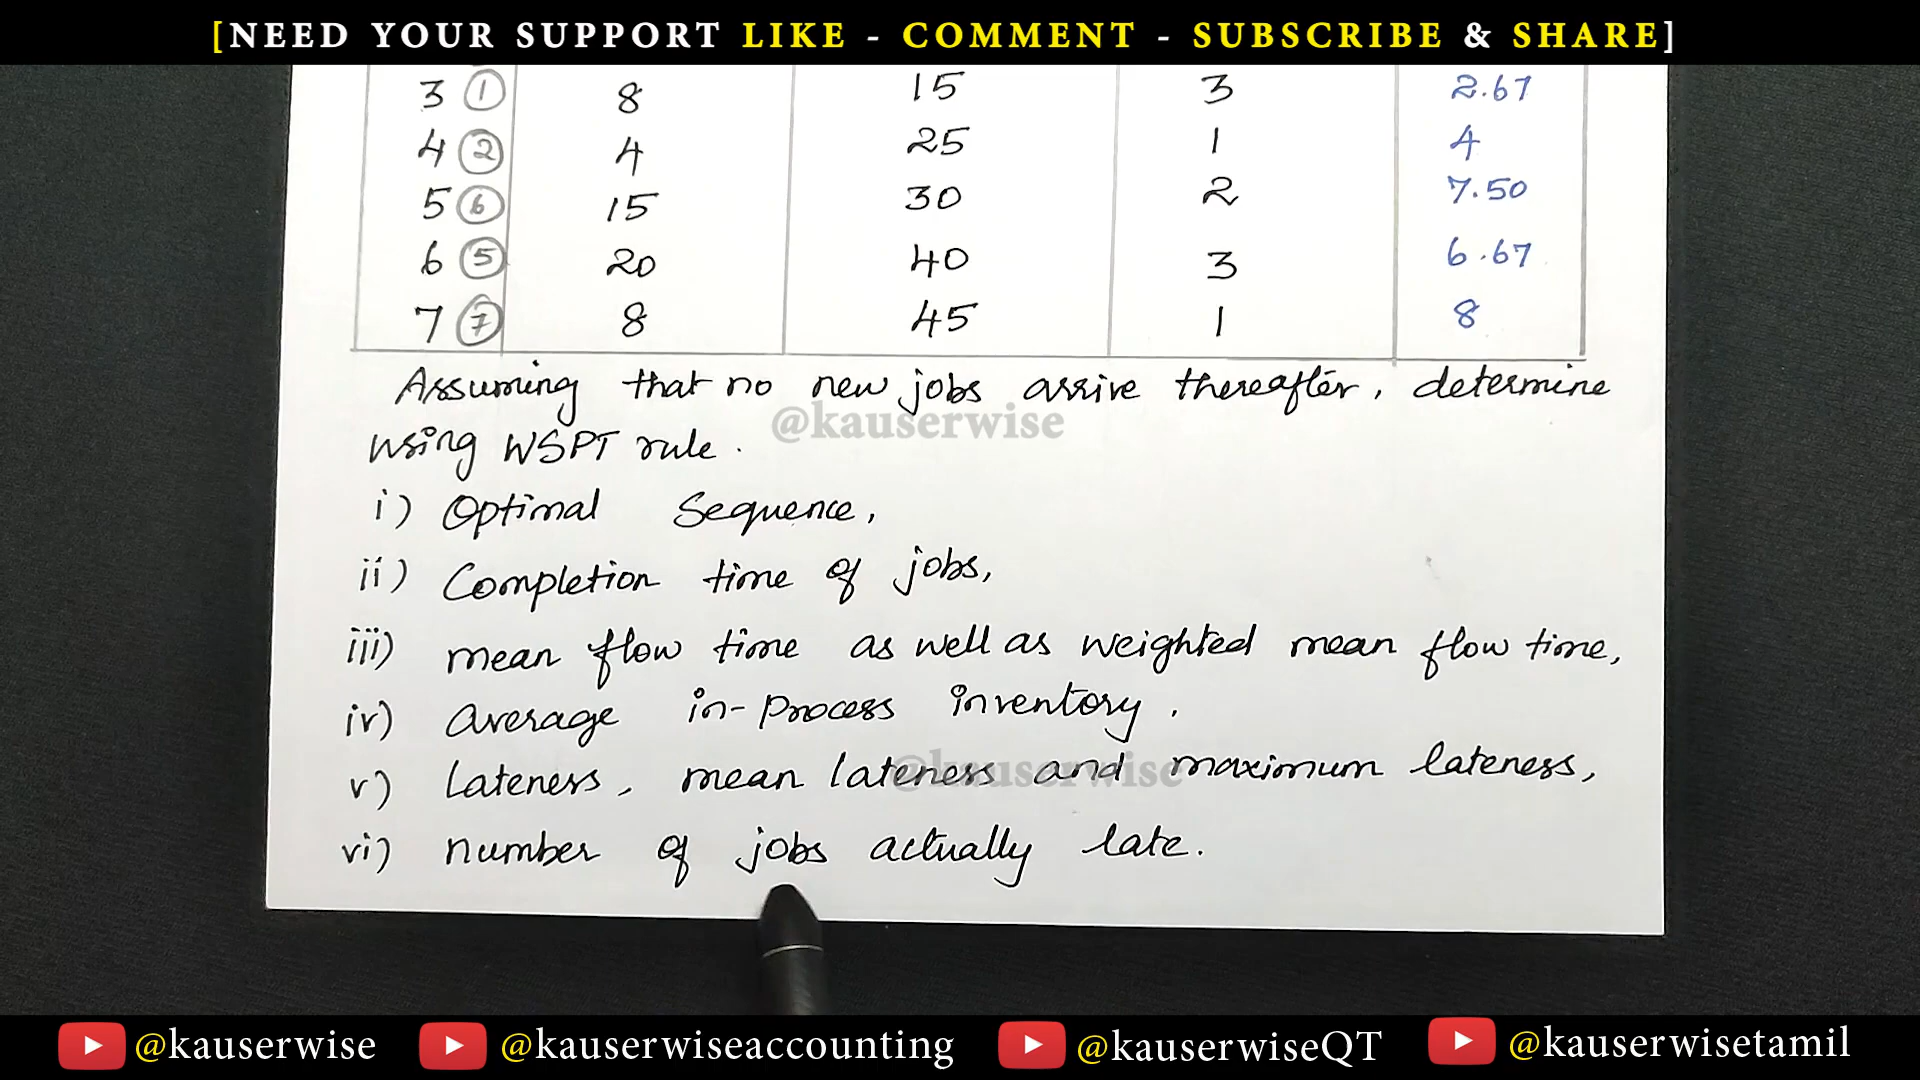 [NEED YOUR SUPPORT LIKE - COMMENT - SUBSCRIBE & SHARE]
3 1 8 15 3 2.67
4 2 4 25 1 4
5 6 15 30 2 7.50
6 5 20 40 3 6.67
7 7 8 45 1 8
Assuming that no new jobs arrive thereafter, determine
@kauserwise
using WSPT rule.
i) Optimal Sequence,
ii) Completion time of jobs,
iii) mean flow time as well as weighted mean flow time,
iv) average in-process inventory.
v) lateness, mean lateness and maximum lateness,
@kauserwise
vi) number of jobs actually late.
@kauserwise @kauserwiseaccounting @kauserwiseQT @kauserwisetamil